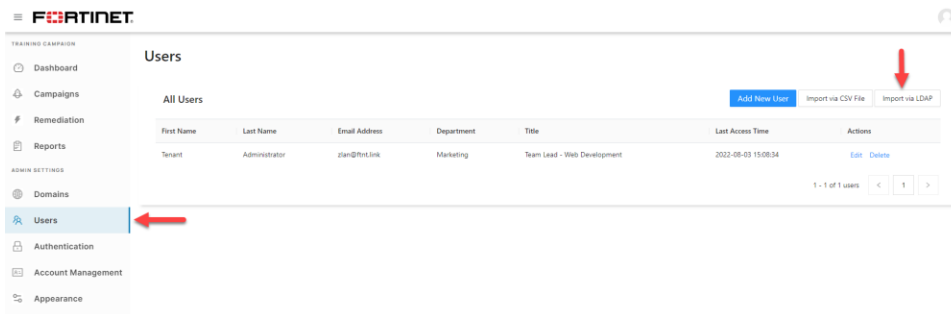 FORTINET
TRAINING CAMPAIGN
Dashboard
Campaigns
Remediation
Reports
ADMIN SETTINGS
Domains
Users
Authentication
Account Management
Appearance
Users
All Users
Add New User Import via CSV File Import via LDAP
First Name Last Name Email Address Department Title Last Access Time Actions
Tenant Administrator zlan@ftnt.link Marketing Team Lead - Web Development 2022-08-03 15:08:34 Edit Delete
1 - 1 of 1 users < 1 >